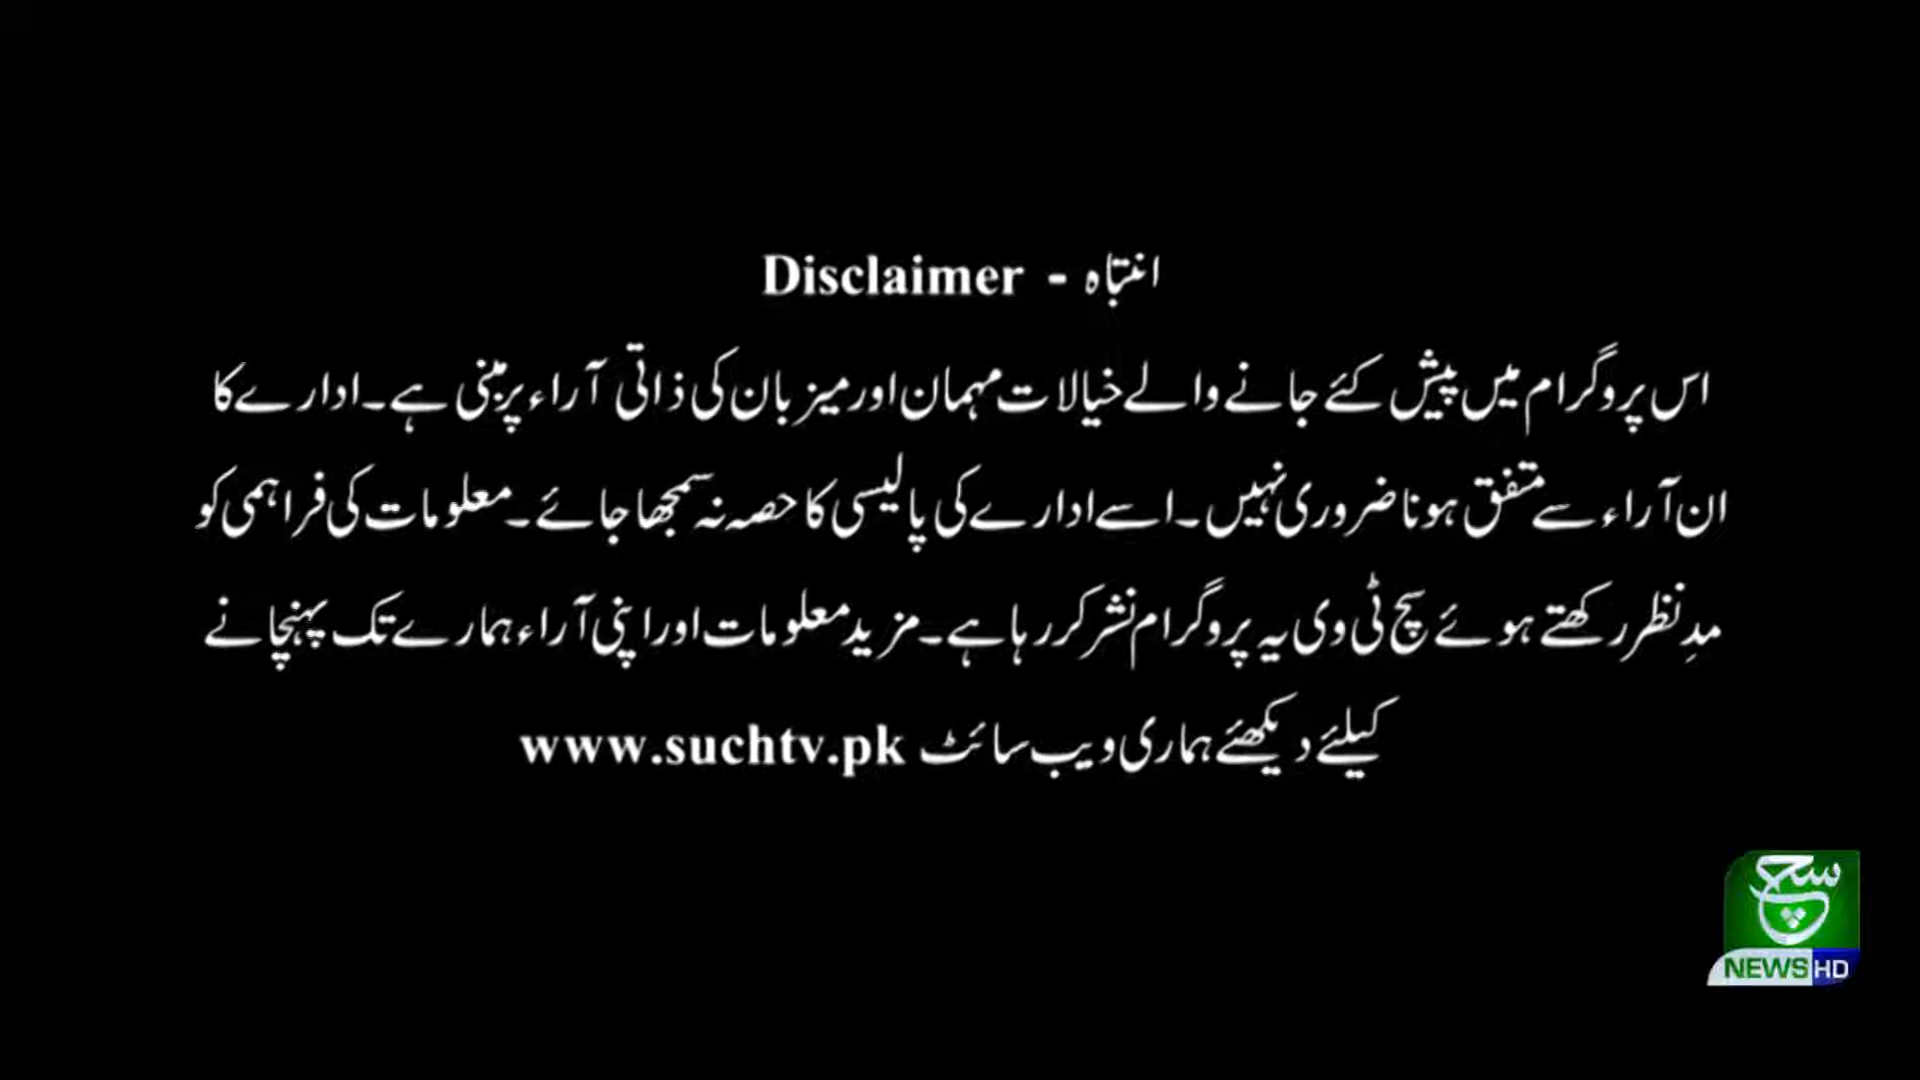 انتباہ - Disclaimer
اس پروگرام میں پیش کئے جانے والے خیالات مہمان اور میزبان کی ذاتی آراء پر مبنی ہے۔ ادارے کا
ان آراء سے متفق ہونا ضروری نہیں۔ اسے ادارے کی پالیسی کا حصہ نہ سمجھا جائے۔ معلومات کی فراہمی کو
مدِنظر رکھتے ہوئے سچ ٹی وی یہ پروگرام نشر کر رہا ہے۔ مزید معلومات اور اپنی آراء ہمارے تک پہنچانے
کیلئے دیکھئے ہماری ویب سائٹ www.suchtv.pk
سچ
NEWS HD